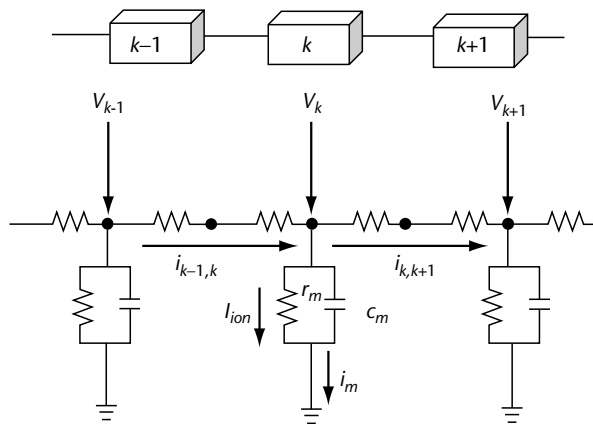 k–1
k
k+1
V_{k-1}
V_k
V_{k+1}
i_{k–1,k}
i_{k,k+1}
I_{ion}
r_m
c_m
i_m